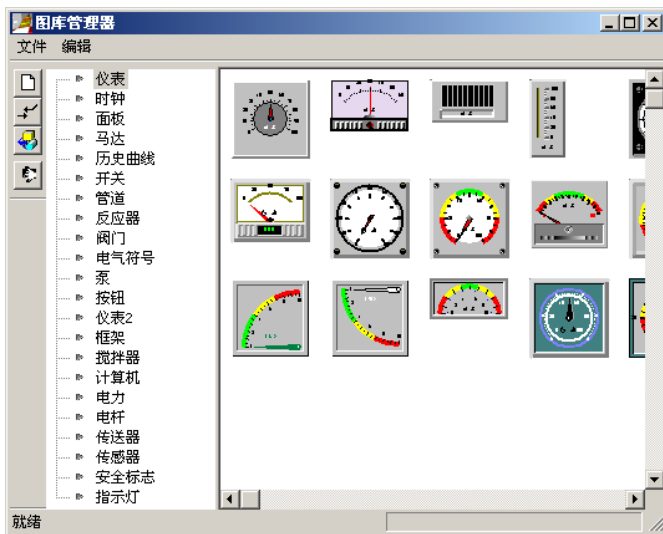 图库管理器
文件 编辑
仪表
时钟
面板
马达
历史曲线
开关
管道
反应器
阀门
电气符号
泵
按钮
仪表2
框架
搅拌器
计算机
电力
电杆
传送器
传感器
安全标志
指示灯
就绪